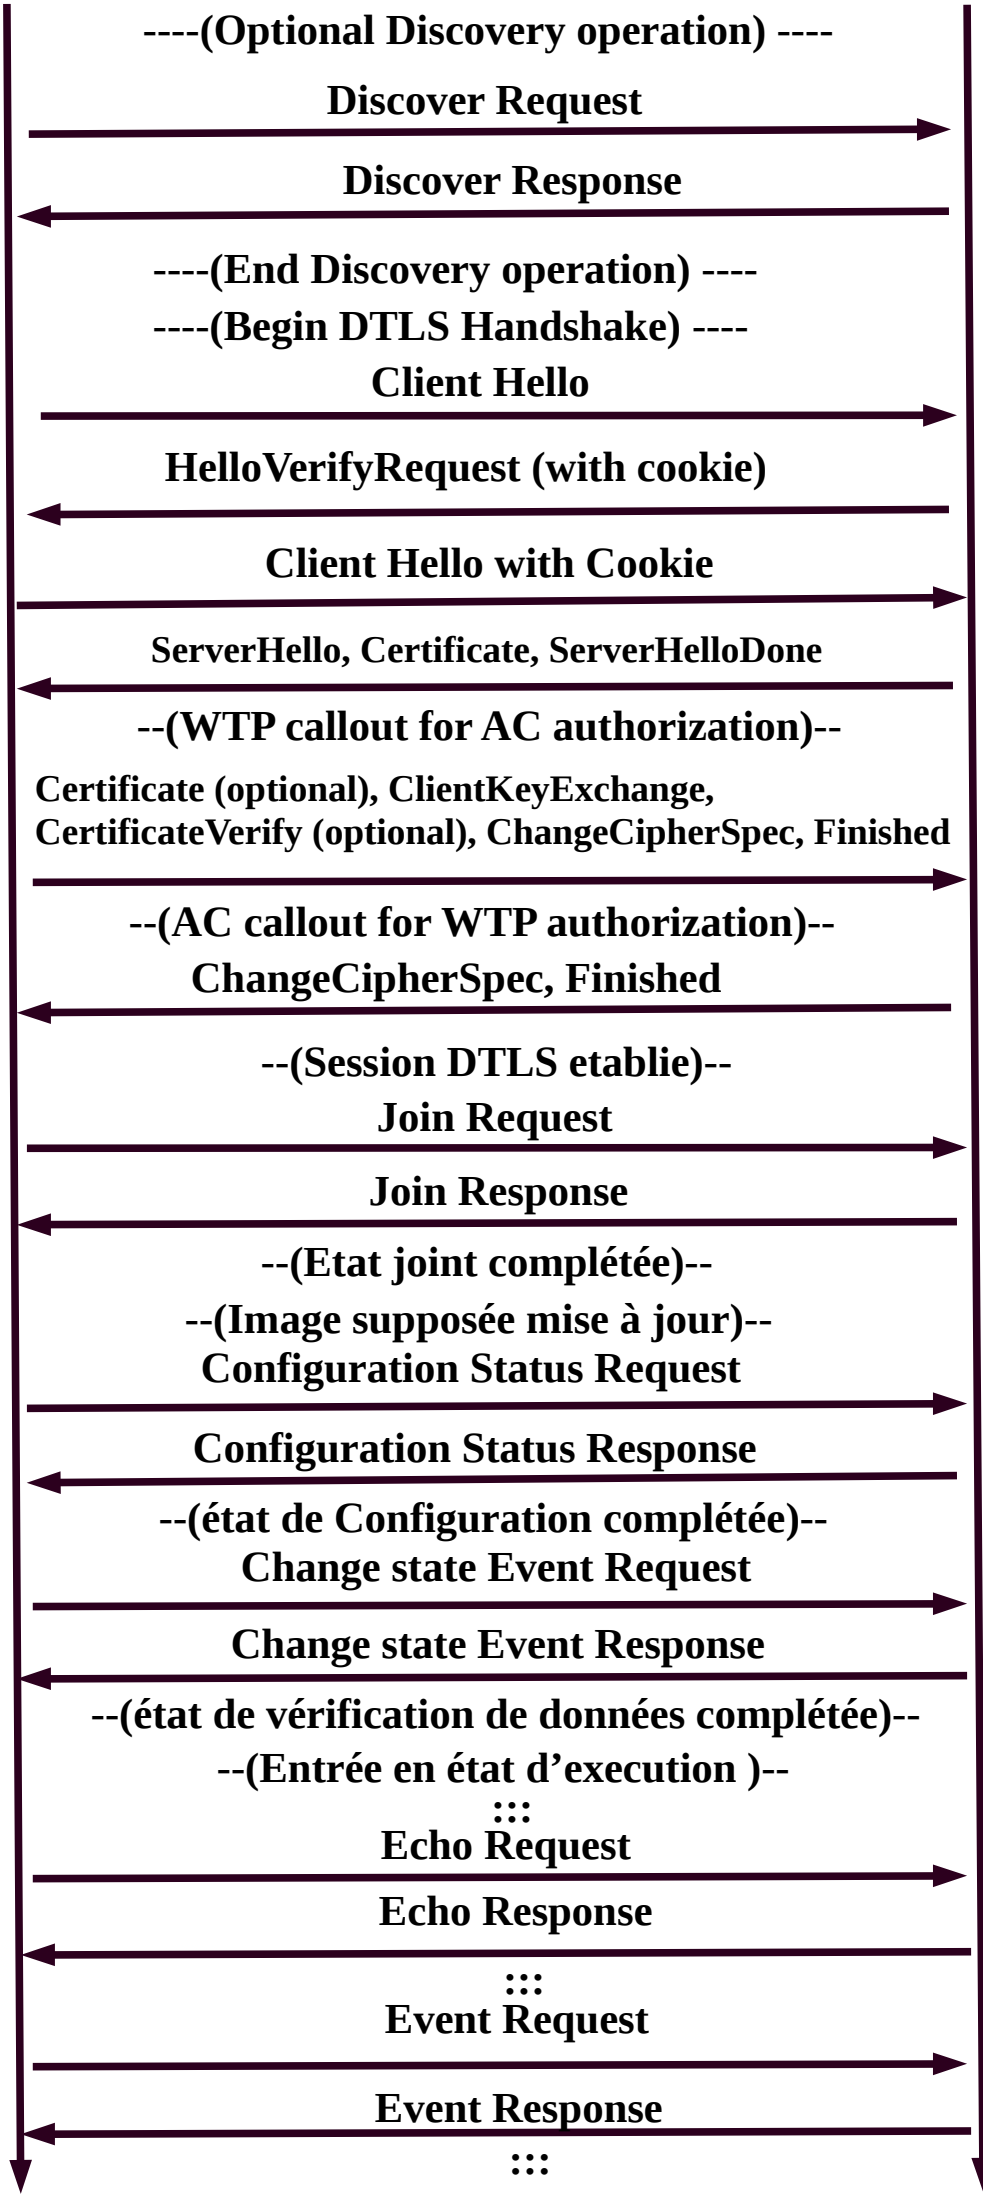 ----(Optional Discovery operation) ----
Discover Request
Discover Response
----(End Discovery operation) ----
----(Begin DTLS Handshake) ----
Client Hello
HelloVerifyRequest (with cookie)
Client Hello with Cookie
ServerHello, Certificate, ServerHelloDone
--(WTP callout for AC authorization)--
Certificate (optional), ClientKeyExchange,
CertificateVerify (optional), ChangeCipherSpec, Finished
--(AC callout for WTP authorization)--
ChangeCipherSpec, Finished
--(Session DTLS etablie)--
Join Request
Join Response
--(Etat joint complétée)--
--(Image supposée mise à jour)--
Configuration Status Request
Configuration Status Response
--(état de Configuration complétée)--
Change state Event Request
Change state Event Response
--(état de vérification de données complétée)--
--(Entrée en état d’execution )--
:::
Echo Request
Echo Response
:::
Event Request
Event Response
:::